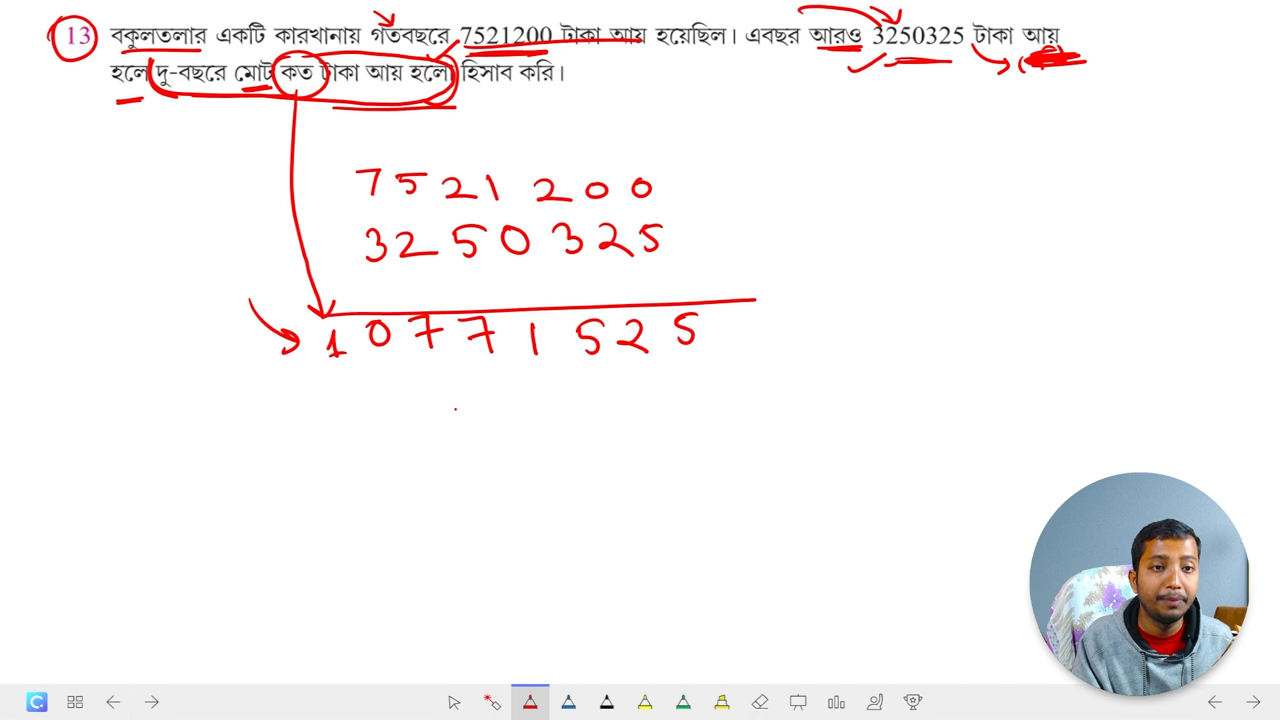 13 বকুলতলার একটি কারখানায় গতবছরে 7521200 টাকা আয় হয়েছিল। এবছর আরও 3250325 টাকা আয়
হলে দু-বছরে মোট কত টাকা আয় হলো হিসাব করি।
7521200
3250325
10771525